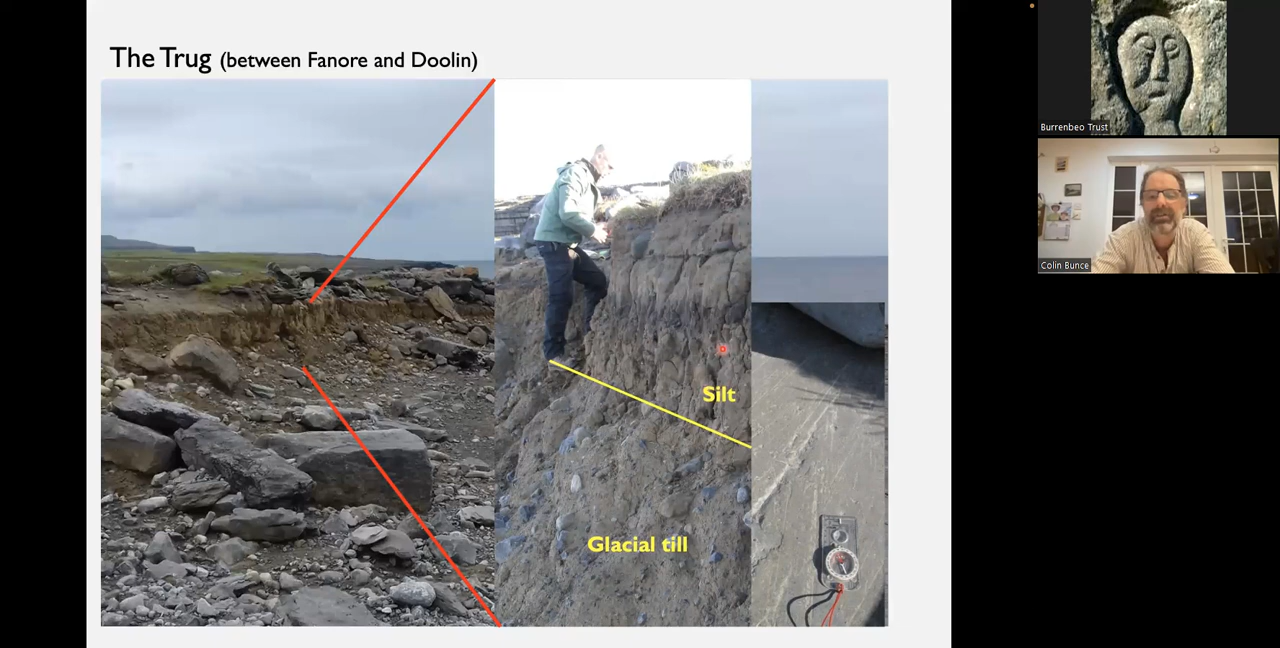 The Trug (between Fanore and Doolin)
Silt
Glacial till
Burrenbeo Trust
Colin Bunce